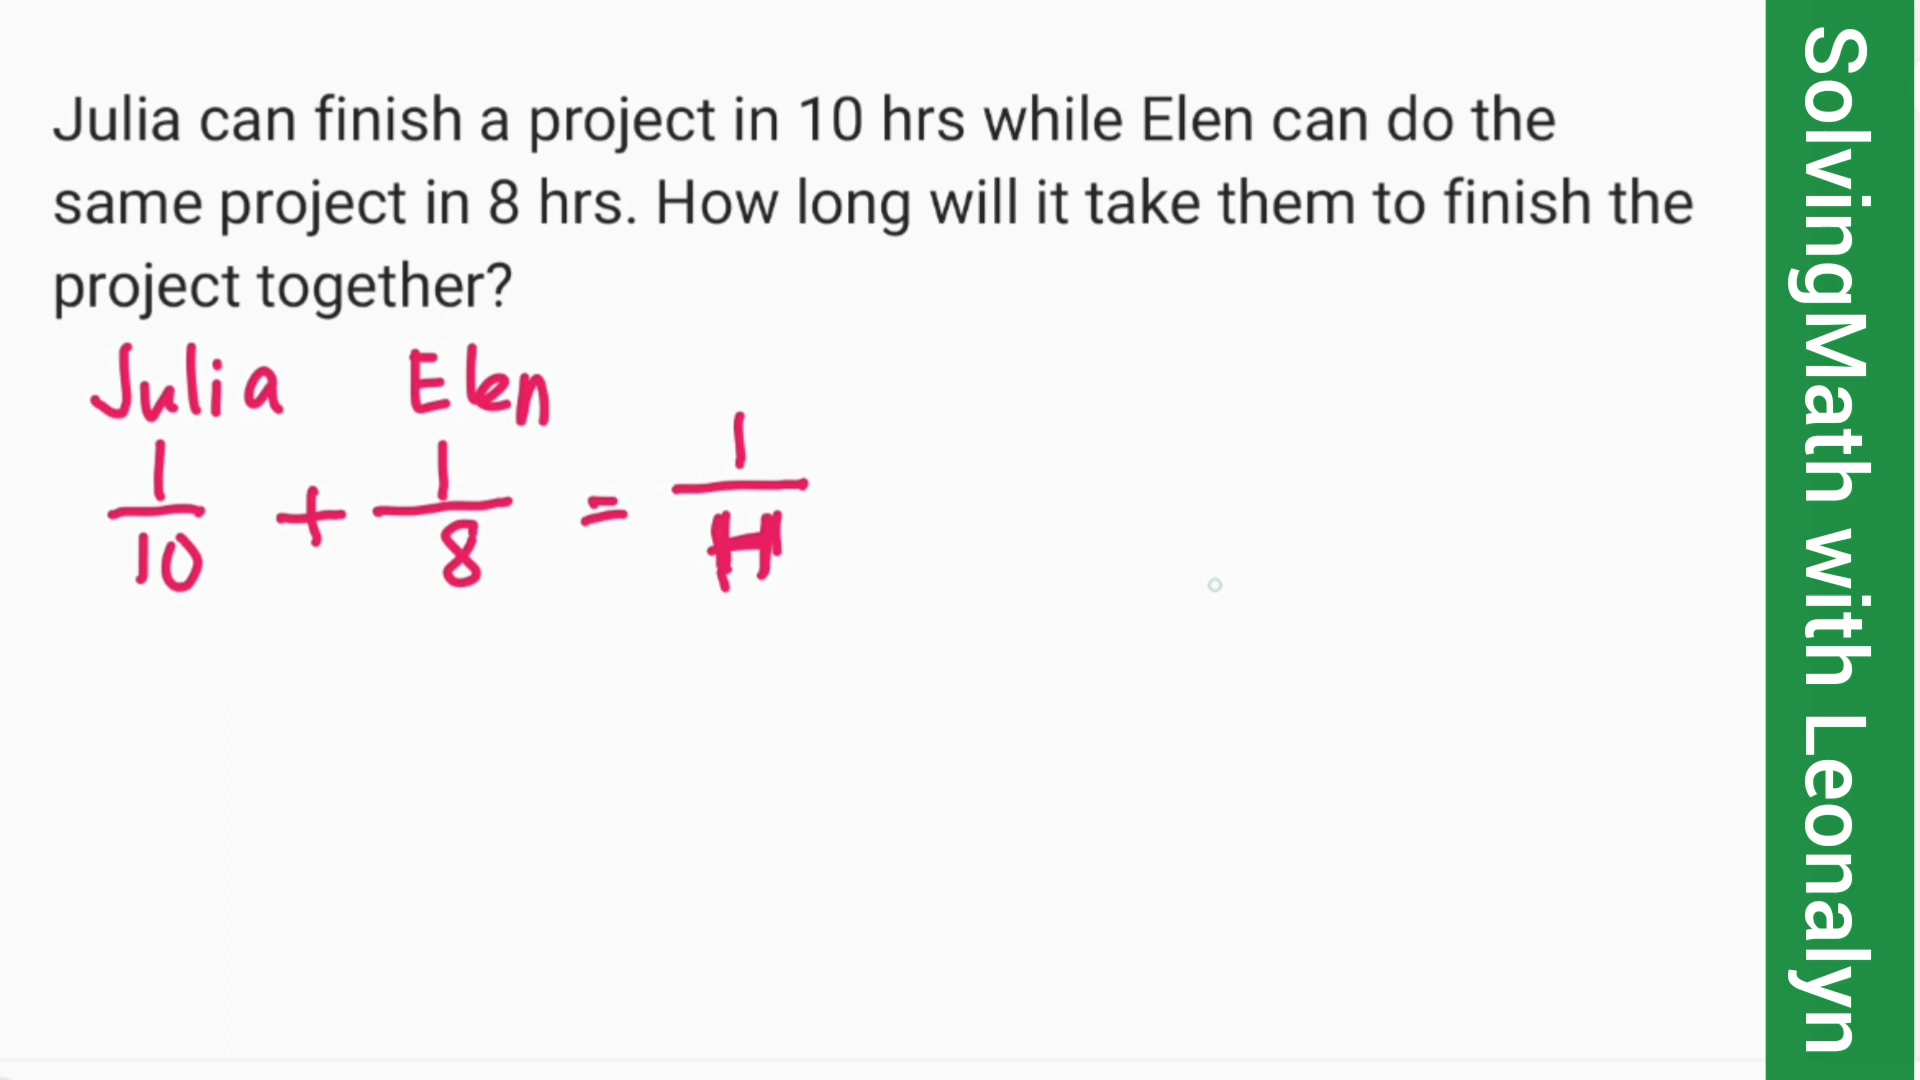 Julia can finish a project in 10 hrs while Elen can do the
same project in 8 hrs. How long will it take them to finish the
project together?
Julia Elen
1/10 + 1/8 = 1/H
SolvingMath with Leonalyn